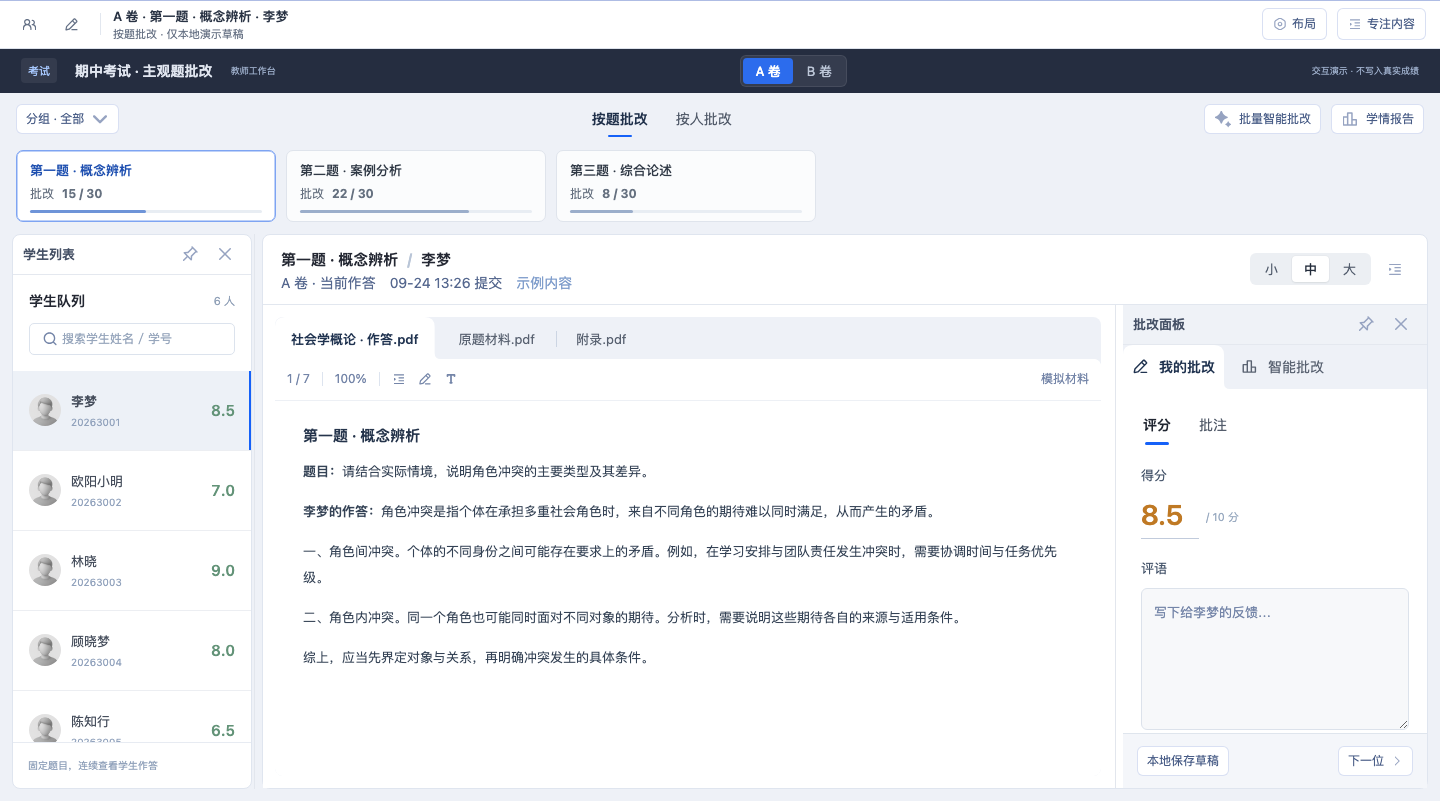 A 卷 · 第一题 · 概念辨析 · 李梦
按题批改 · 仅本地演示草稿
布局
专注内容
考试
期中考试 · 主观题批改
教师工作台
A 卷
B 卷
交互演示 · 不写入真实成绩
分组 · 全部
按题批改
按人批改
批量智能批改
学情报告
第一题 · 概念辨析
批改 15 / 30
第二题 · 案例分析
批改 22 / 30
第三题 · 综合论述
批改 8 / 30
学生列表
学生队列
6 人
搜索学生姓名 / 学号
李梦
20263001
8.5
欧阳小明
20263002
7.0
林晓
20263003
9.0
顾晓梦
20263004
8.0
陈知行
20263005
6.5
固定题目，连续查看学生作答
第一题 · 概念辨析 / 李梦
A 卷 · 当前作答 09-24 13:26 提交 示例内容
小 中 大
社会学概论 · 作答.pdf
原题材料.pdf
附录.pdf
1 / 7
100%
模拟材料
第一题 · 概念辨析
题目：请结合实际情境，说明角色冲突的主要类型及其差异。
李梦的作答：角色冲突是指个体在承担多重社会角色时，来自不同角色的期待难以同时满足，从而产生的矛盾。
一、角色间冲突。个体的不同身份之间可能存在要求上的矛盾。例如，在学习安排与团队责任发生冲突时，需要协调时间与任务优先
级。
二、角色内冲突。同一个角色也可能同时面对不同对象的期待。分析时，需要说明这些期待各自的来源与适用条件。
综上，应当先界定对象与关系，再明确冲突发生的具体条件。
批改面板
我的批改
智能批改
评分
批注
得分
8.5 / 10 分
评语
写下给李梦的反馈...
本地保存草稿
下一位